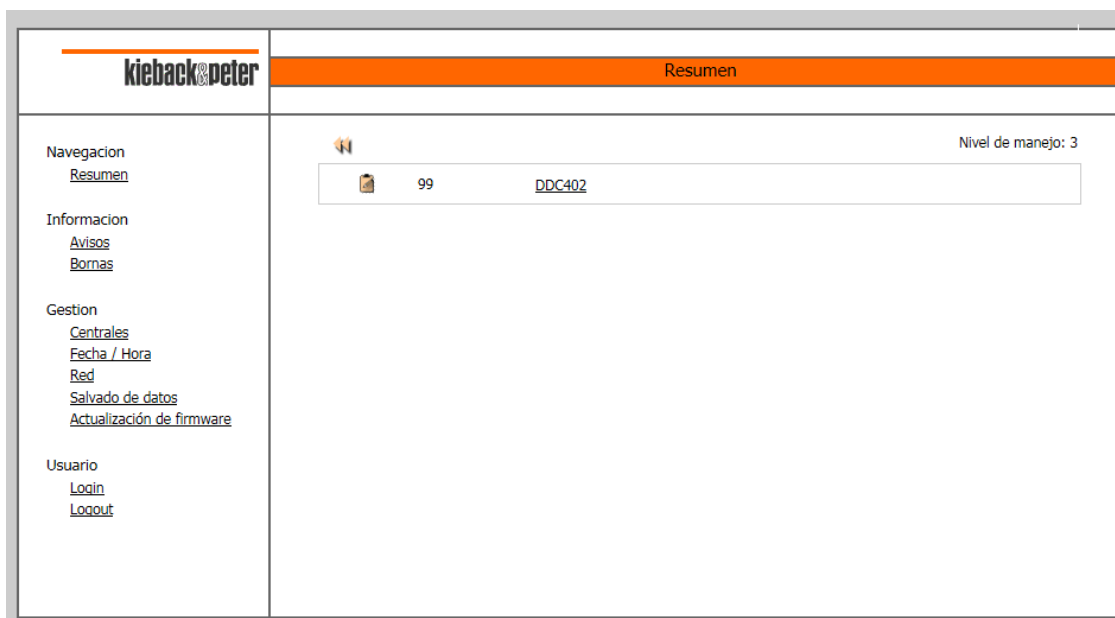 kieback&peter
Resumen
Navegacion
Resumen
Informacion
Avisos
Bornas
Gestion
Centrales
Fecha / Hora
Red
Salvado de datos
Actualización de firmware
Usuario
Login
Logout
Nivel de manejo: 3
99 DDC402